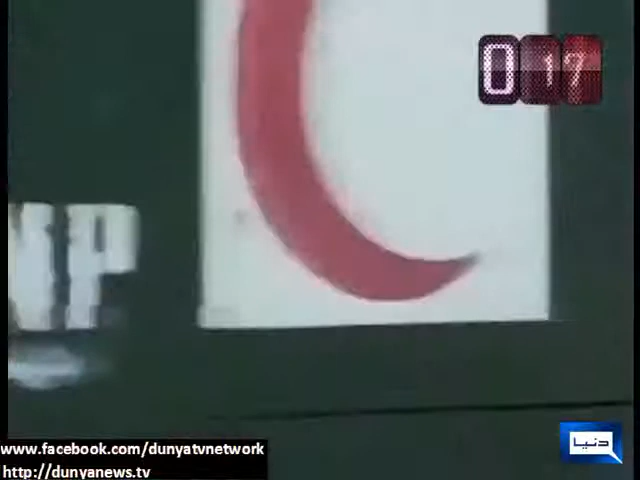 0 17
P
www.facebook.com/dunyatvnetwork
http://dunyanews.tv
دنیا